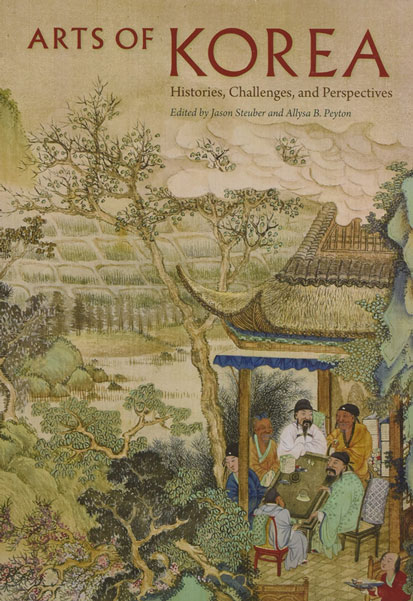 ARTS OF KOREA
Histories, Challenges, and Perspectives
Edited by Jason Steuber and Allysa B. Peyton